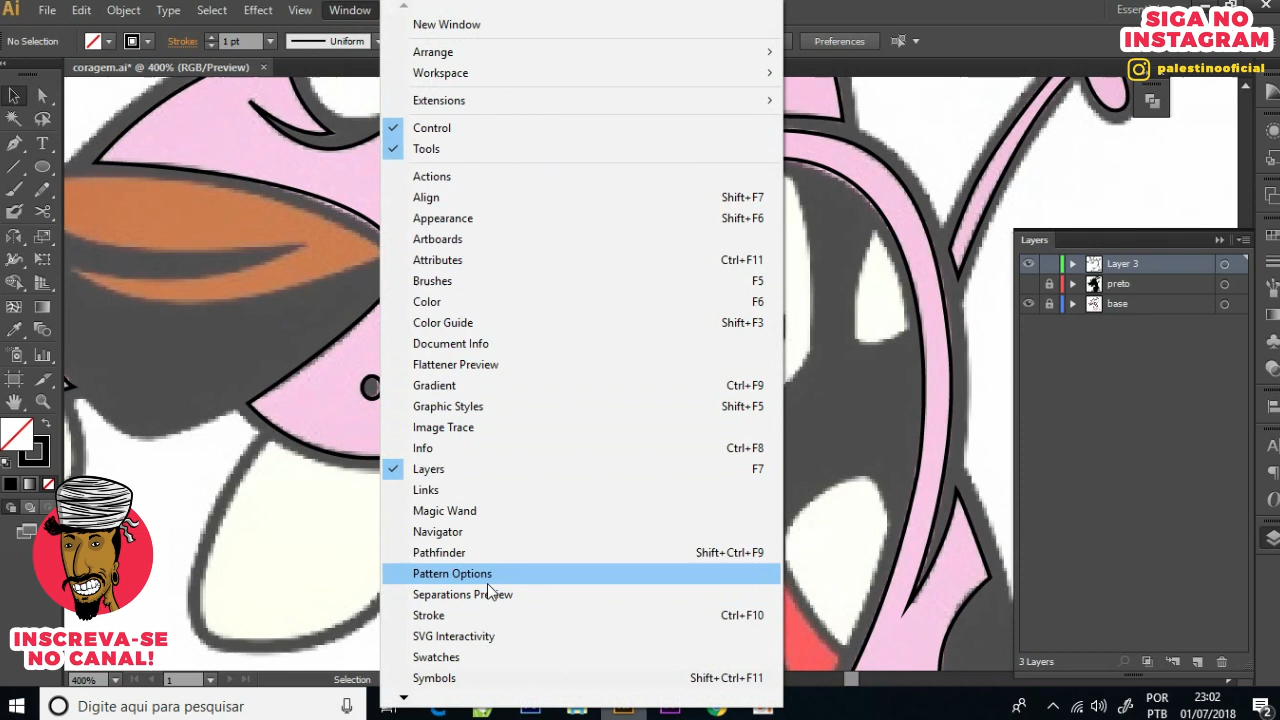 Ai File Edit Object Type Select Effect View Window
No Selection Stroke: 1 pt Uniform Preferences
coragem.ai* @ 400% (RGB/Preview) ×
SIGA NO
INSTAGRAM
palestinooficial
New Window
Arrange
Workspace
Extensions
Control
Tools
Actions
Align Shift+F7
Appearance Shift+F6
Artboards
Attributes Ctrl+F11
Brushes F5
Color F6
Color Guide Shift+F3
Document Info
Flattener Preview
Gradient Ctrl+F9
Graphic Styles Shift+F5
Image Trace
Info Ctrl+F8
Layers F7
Links
Magic Wand
Navigator
Pathfinder Shift+Ctrl+F9
Pattern Options
Separations Preview
Stroke Ctrl+F10
SVG Interactivity
Swatches
Symbols Shift+Ctrl+F11
Layers
Layer 3
preto
base
3 Layers
INSCREVA-SE
NO CANAL!
400% 1 Selection
Digite aqui para pesquisar
POR
PTB
23:02
01/07/2018
2